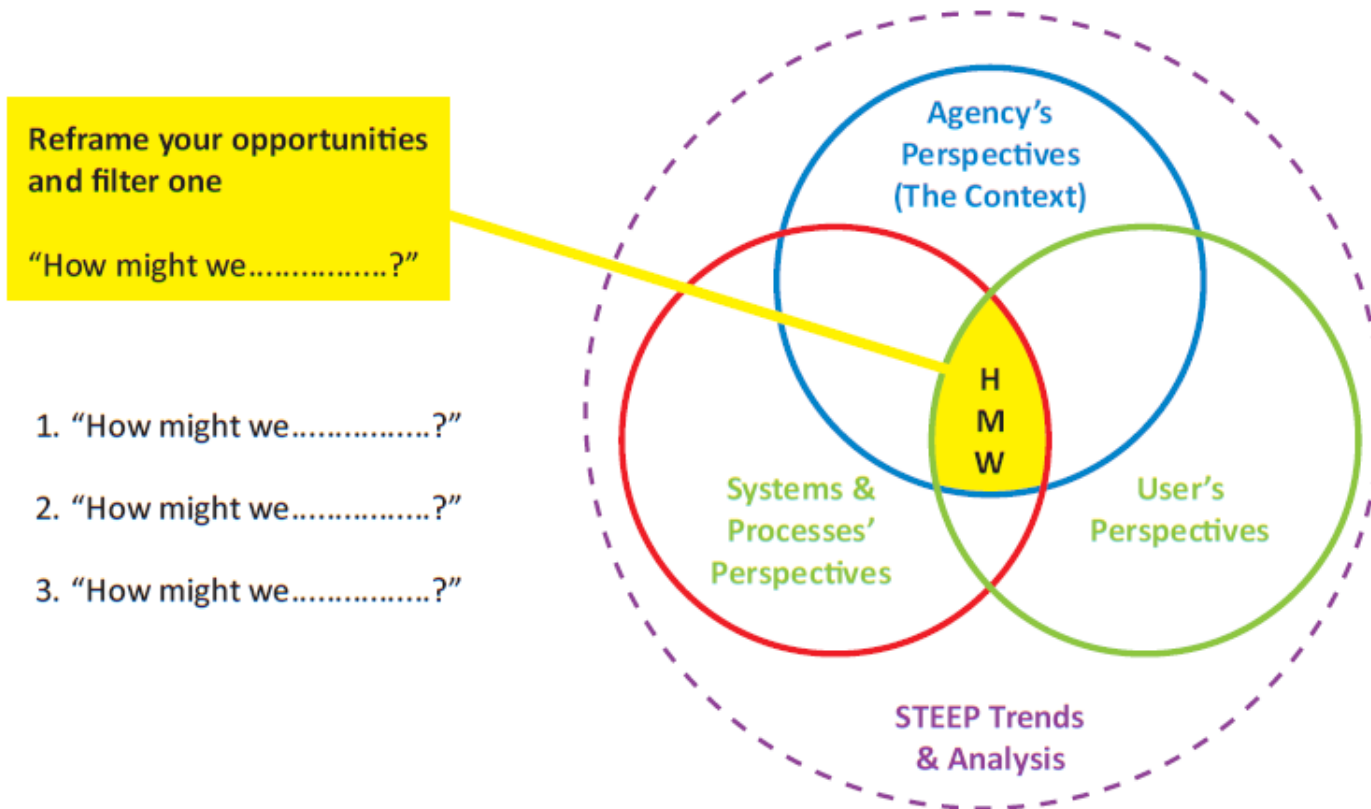 Reframe your opportunities
and filter one
“How might we................?”
1. “How might we................?”
2. “How might we................?”
3. “How might we................?”
Agency’s
Perspectives
(The Context)
H
M
W
Systems &
Processes’
Perspectives
User’s
Perspectives
STEEP Trends
& Analysis